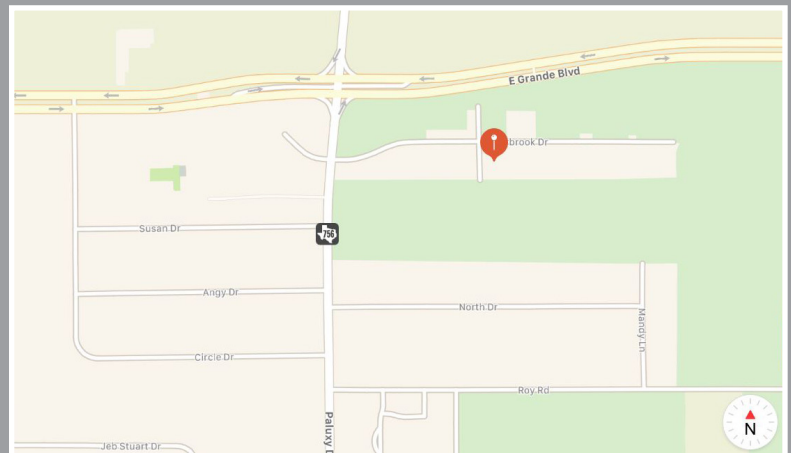 E Grande Blvd
brook Dr
Susan Dr
756
Angy Dr
North Dr
Mandy Ln
Circle Dr
Roy Rd
Paluxy D
Jeb Stuart Dr
N